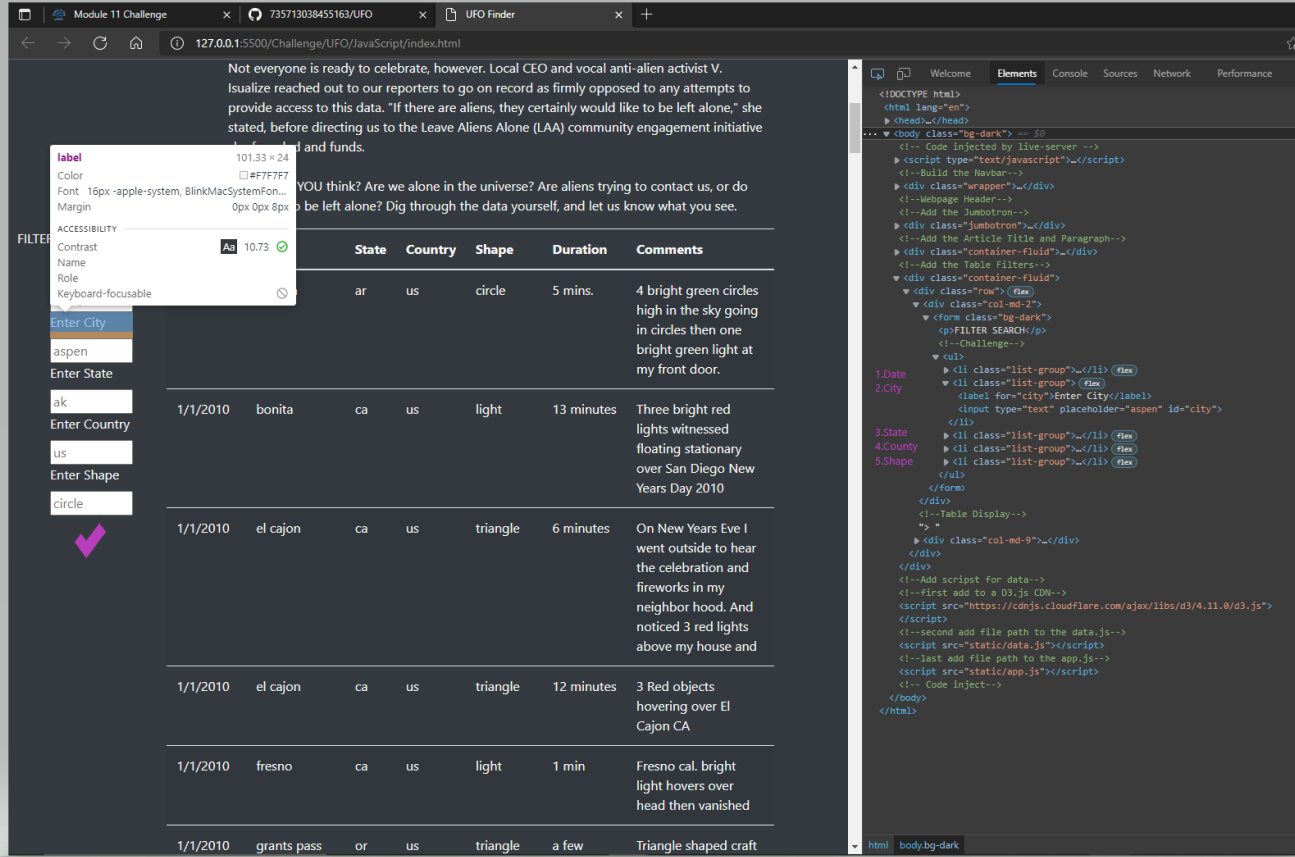 Module 11 Challenge
735713038455163/UFO
UFO Finder
127.0.0.1:5500/Challenge/UFO/JavaScript/index.html
Not everyone is ready to celebrate, however. Local CEO and vocal anti-alien activist V.
Isualize reached out to our reporters to go on record as firmly opposed to any attempts to
provide access to this data. "If there are aliens, they certainly would like to be left alone," she
stated, before directing us to the Leave Aliens Alone (LAA) community engagement initiative
d and funds.
YOU think? Are we alone in the universe? Are aliens trying to contact us, or do
o be left alone? Dig through the data yourself, and let us know what you see.
label 101.33 × 24
Color #F7F7F7
Font 16px -apple-system, BlinkMacSystemFon...
Margin 0px 0px 8px
ACCESSIBILITY
Contrast Aa 10.73
Name
Role
Keyboard-focusable
FILTER
Enter City
aspen
Enter State
ak
Enter Country
us
Enter Shape
circle
State Country Shape Duration Comments
ar us circle 5 mins. 4 bright green circles
high in the sky going
in circles then one
bright green light at
my front door.
1/1/2010 bonita ca us light 13 minutes Three bright red
lights witnessed
floating stationary
over San Diego New
Years Day 2010
1/1/2010 el cajon ca us triangle 6 minutes On New Years Eve I
went outside to hear
the celebration and
fireworks in my
neighbor hood. And
noticed 3 red lights
above my house and
1/1/2010 el cajon ca us triangle 12 minutes 3 Red objects
hovering over El
Cajon CA
1/1/2010 fresno ca us light 1 min Fresno cal. bright
light hovers over
head then vanished
1/1/2010 grants pass or us triangle a few Triangle shaped craft
Welcome Elements Console Sources Network Performance
<!DOCTYPE html>
<html lang="en">
<head>…</head>
··· <body class="bg-dark"> == $0
<!-- Code injected by live-server -->
<script type="text/javascript">…</script>
<!--Build the Navbar-->
<div class="wrapper">…</div>
<!--Webpage Header-->
<!--Add the Jumbotron-->
<div class="jumbotron">…</div>
<!--Add the Article Title and Paragraph-->
<div class="container-fluid">…</div>
<!--Add the Table Filters-->
<div class="container-fluid">
<div class="row"> flex
<div class="col-md-2">
<form class="bg-dark">
<p>FILTER SEARCH</p>
<!--Challenge-->
<ul>
1.Date <li class="list-group">…</li> flex
2.City <li class="list-group"> flex
<label for="city">Enter City</label>
<input type="text" placeholder="aspen" id="city">
</li>
3.State <li class="list-group">…</li> flex
4.County <li class="list-group">…</li> flex
5.Shape <li class="list-group">…</li> flex
</ul>
</form>
</div>
<!--Table Display-->
"> "
<div class="col-md-9">…</div>
</div>
</div>
<!--Add scripst for data-->
<!--first add to a D3.js CDN-->
<script src="https://cdnjs.cloudflare.com/ajax/libs/d3/4.11.0/d3.js">
</script>
<!--second add file path to the data.js-->
<script src="static/data.js"></script>
<!--last add file path to the app.js-->
<script src="static/app.js"></script>
<!-- Code inject-->
</body>
</html>
html body.bg-dark